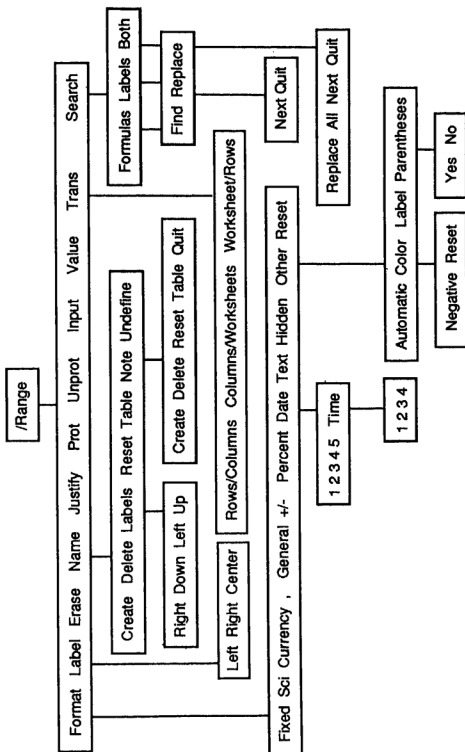 /Range
Format Label Erase Name Justify Prot Unprot Input Value Trans Search
Create Delete Labels Reset Table Note Undefine
Formulas Labels Both
Right Down Left Up
Create Delete Reset Table Quit
Find Replace
Left Right Center
Rows/Columns Columns/Worksheets Worksheet/Rows
Next Quit
Fixed Sci Currency , General +/- Percent Date Text Hidden Other Reset
Replace All Next Quit
1 2 3 4 5 Time
Automatic Color Label Parentheses
1 2 3 4
Negative Reset
Yes No